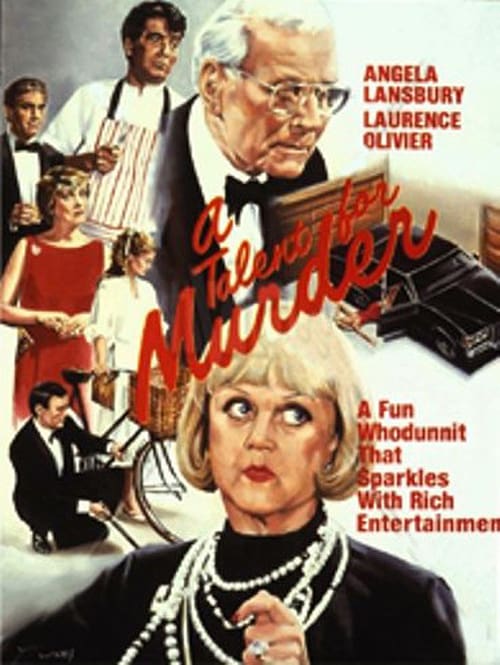 ANGELA
LANSBURY
LAURENCE
OLIVIER
a
Talent for
Murder
A Fun
Whodunnit
That
Sparkles
With Rich
Entertainmen